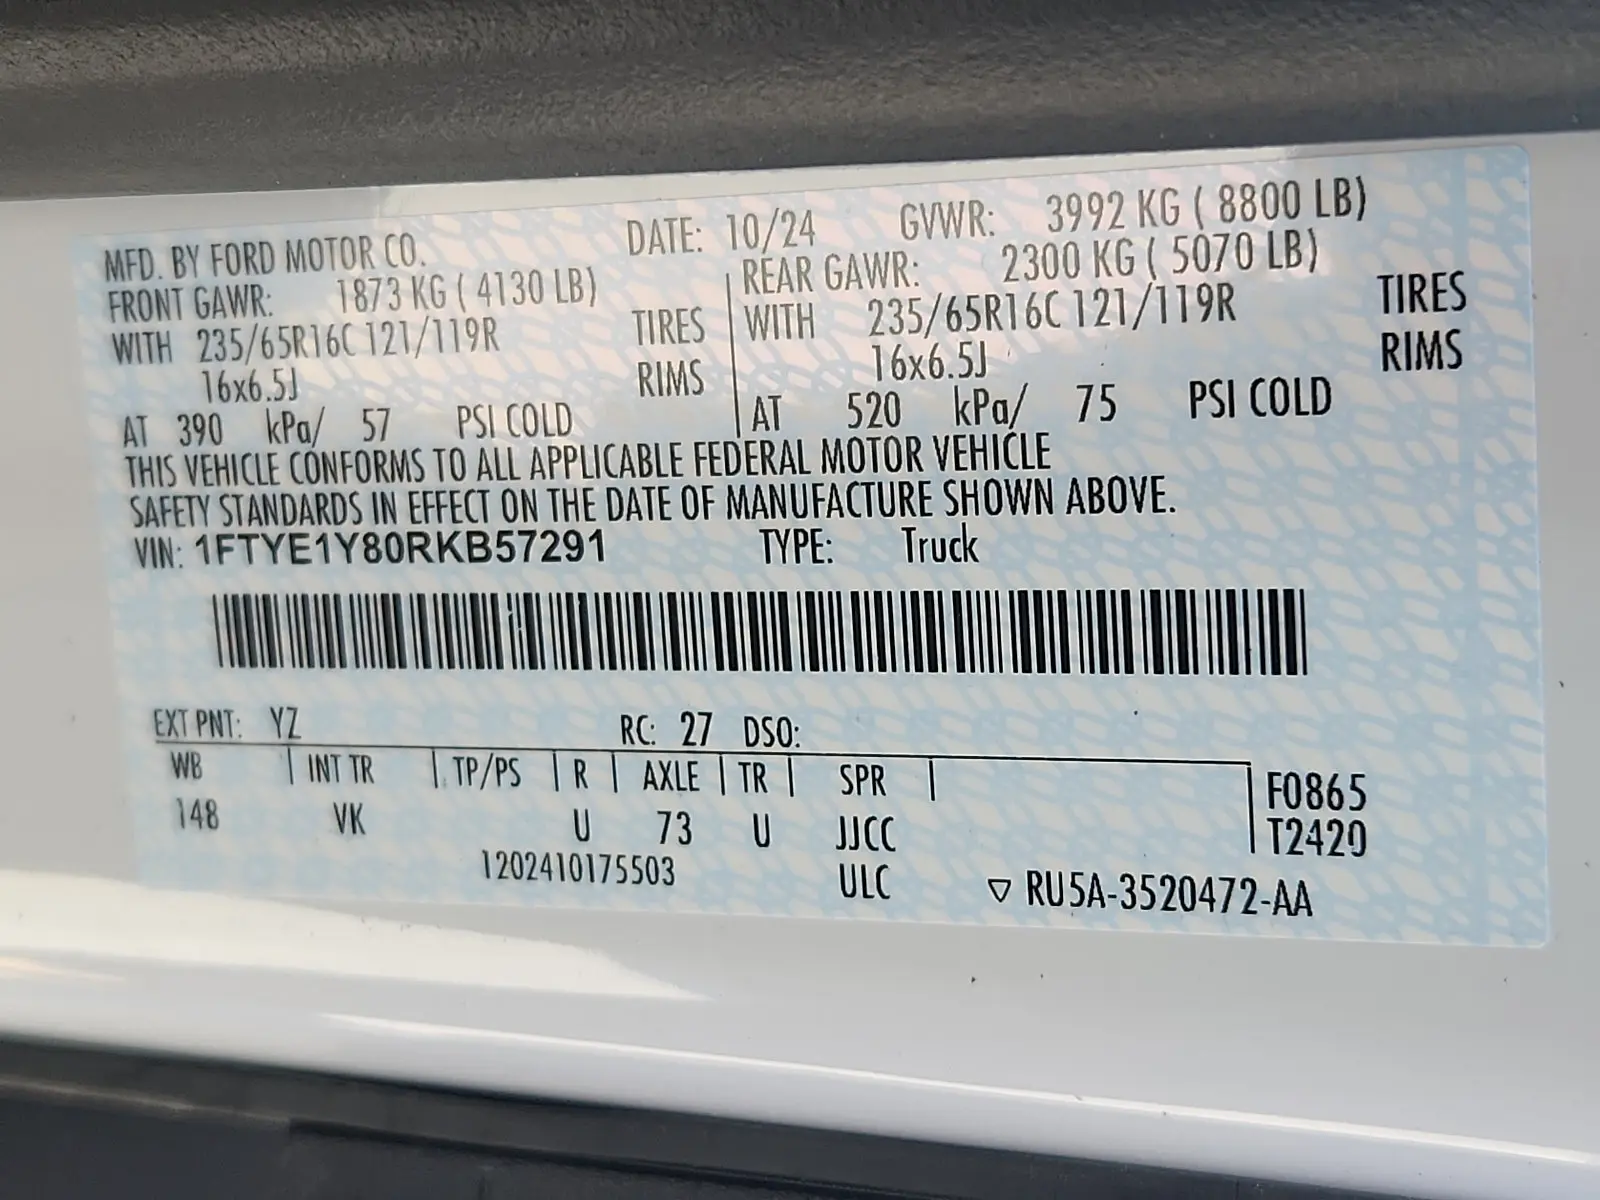 MFD. BY FORD MOTOR CO. DATE: 10/24 GVWR: 3992 KG ( 8800 LB)
FRONT GAWR: 1873 KG ( 4130 LB) REAR GAWR: 2300 KG ( 5070 LB)
WITH 235/65R16C 121/119R TIRES WITH 235/65R16C 121/119R TIRES
16x6.5J RIMS 16x6.5J RIMS
AT 390 kPa/ 57 PSI COLD AT 520 kPa/ 75 PSI COLD
THIS VEHICLE CONFORMS TO ALL APPLICABLE FEDERAL MOTOR VEHICLE
SAFETY STANDARDS IN EFFECT ON THE DATE OF MANUFACTURE SHOWN ABOVE.
VIN: 1FTYE1Y80RKB57291 TYPE: Truck
EXT PNT: YZ RC: 27 DSO:
WB INT TR TP/PS R AXLE TR SPR F0865
148 VK U 73 U JJCC T2420
1202410175503 ULC ▽ RU5A-3520472-AA